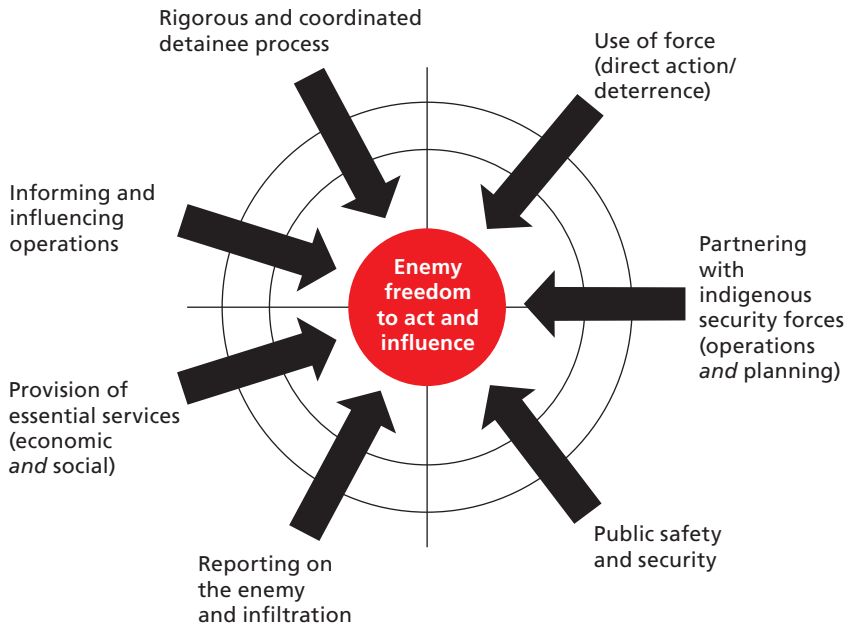 Rigorous and coordinated
detainee process
Use of force
(direct action/
deterrence)
Informing and
influencing
operations
Enemy
freedom
to act and
influence
Partnering
with
indigenous
security forces
(operations
and planning)
Provision of
essential services
(economic
and social)
Reporting on
the enemy
and infiltration
Public safety
and security